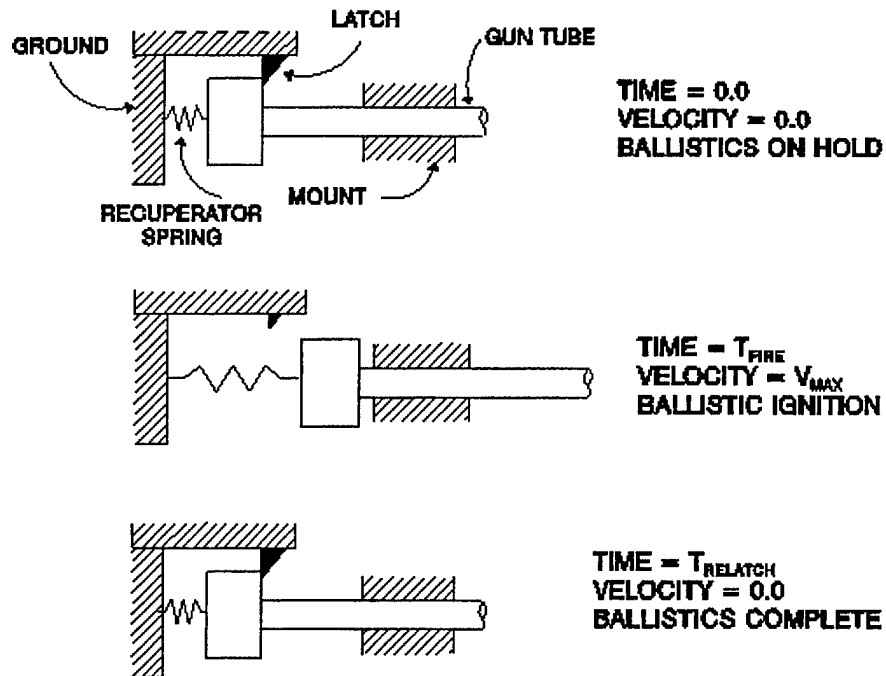 LATCH
GROUND
GUN TUBE
TIME = 0.0
VELOCITY = 0.0
BALLISTICS ON HOLD
MOUNT
RECUPERATOR
SPRING
TIME = TFIRE
VELOCITY = VMAX
BALLISTIC IGNITION
TIME = TRELATCH
VELOCITY = 0.0
BALLISTICS COMPLETE